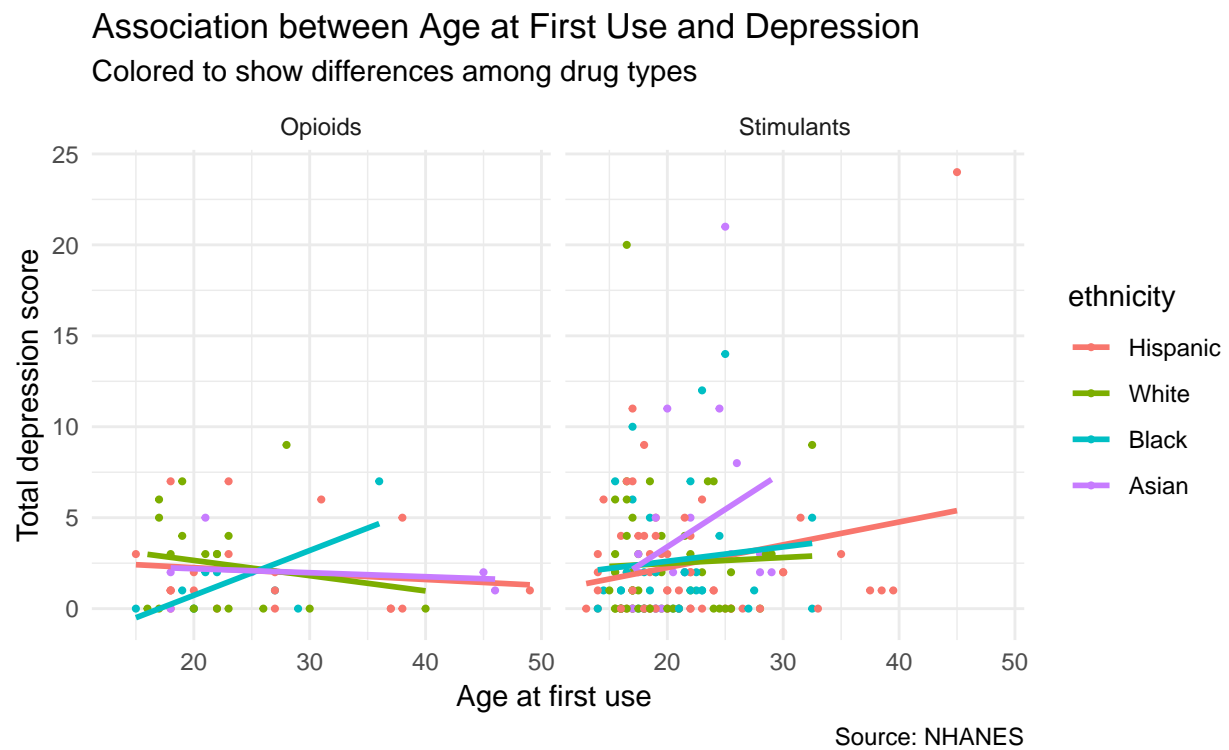 Association between Age at First Use and Depression
Colored to show differences among drug types
Opioids
Stimulants
Total depression score
25
20
15
10
5
0
20 30 40 50
20 30 40 50
Age at first use
ethnicity
Hispanic
White
Black
Asian
Source: NHANES